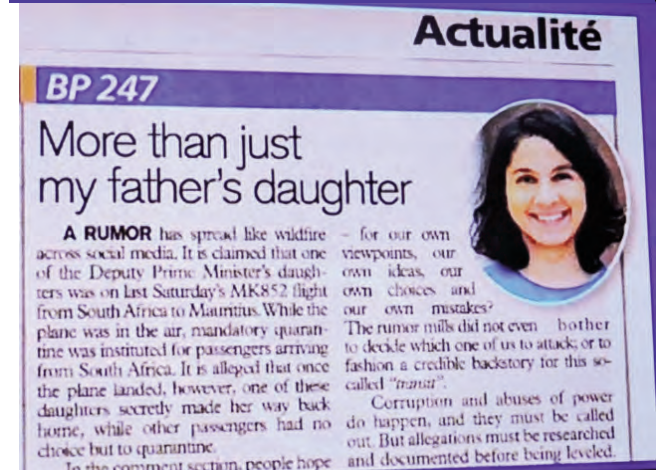 Actualité
BP 247
More than just
my father's daughter
A RUMOR has spread like wildfire
across social media. It is claimed that one
of the Deputy Prime Minister's daugh-
ters was on last Saturday's MK852 flight
from South Africa to Mauritius. While the
plane was in the air, mandatory quaran-
tine was instituted for passengers arriving
from South Africa. It is alleged that once
the plane landed, however, one of these
daughters secretly made her way back
home, while other passengers had no
choice but to quarantine.
In the comment section, people hope
– for our own
viewpoints, our
own ideas, our
own choices and
our own mistakes?
The rumor mills did not even bother
to decide which one of us to attack, or to
fashion a credible backstory for this so-
called "transit".
Corruption and abuses of power
do happen, and they must be called
out. But allegations must be researched
and documented before being leveled.